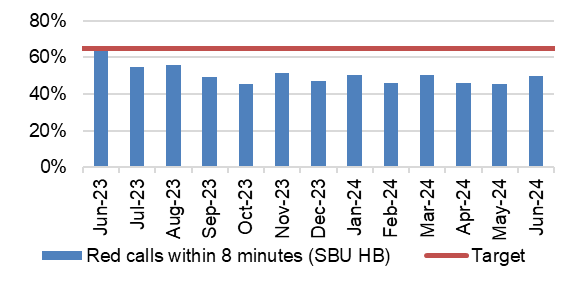 80%
60%
40%
20%
0%
Jun-23
Jul-23
Aug-23
Sep-23
Oct-23
Nov-23
Dec-23
Jan-24
Feb-24
Mar-24
Apr-24
May-24
Jun-24
Red calls within 8 minutes (SBU HB)
Target